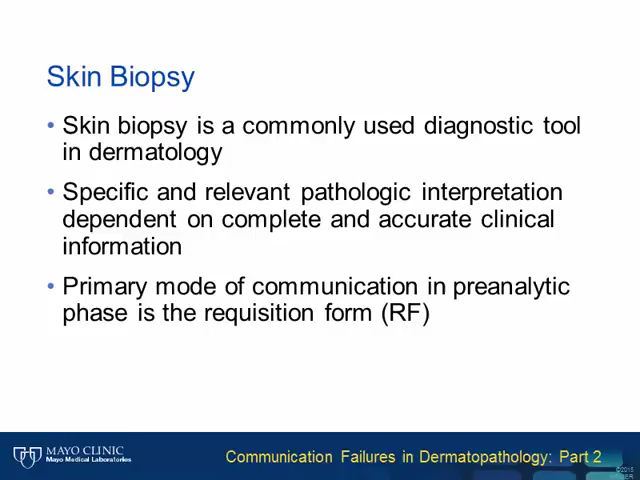 Skin Biopsy
• Skin biopsy is a commonly used diagnostic tool
in dermatology
• Specific and relevant pathologic interpretation
dependent on complete and accurate clinical
information
• Primary mode of communication in preanalytic
phase is the requisition form (RF)
MAYO CLINIC
Mayo Medical Laboratories
Communication Failures in Dermatopathology: Part 2